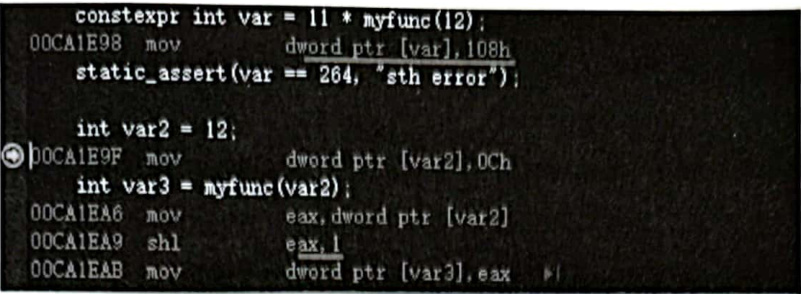 constexpr int var = 11 * myfunc(12);
00CA1E98 mov dword ptr [var],108h
static_assert(var == 264, "sth error");
int var2 = 12;
00CA1E9F mov dword ptr [var2],0Ch
int var3 = myfunc(var2);
00CA1EA6 mov eax,dword ptr [var2]
00CA1EA9 shl eax,1
00CA1EAB mov dword ptr [var3],eax